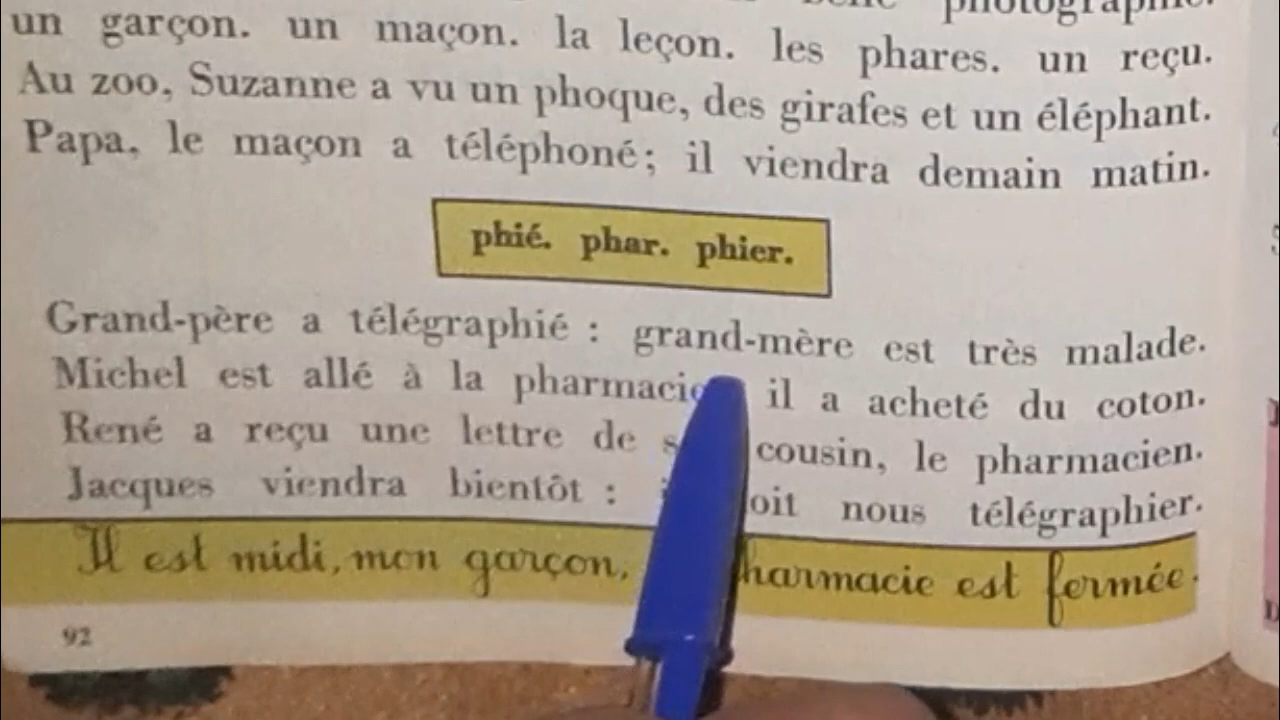 photographie.
un garçon. un maçon. la leçon. les phares. un reçu.
Au zoo, Suzanne a vu un phoque, des girafes et un éléphant.
Papa, le maçon a téléphoné; il viendra demain matin.
phié. phar. phier.
Grand-père a télégraphié : grand-mère est très malade.
Michel est allé à la pharmacie il a acheté du coton.
René a reçu une lettre de cousin, le pharmacien.
Jacques viendra bientôt : nous télégraphier.
Il est midi, mon garçon, pharmacie est fermée.
92